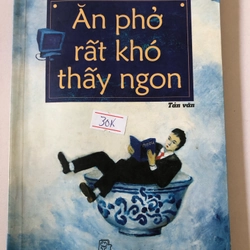 Ăn phở
rất khó
thấy ngon
Tản văn
30K